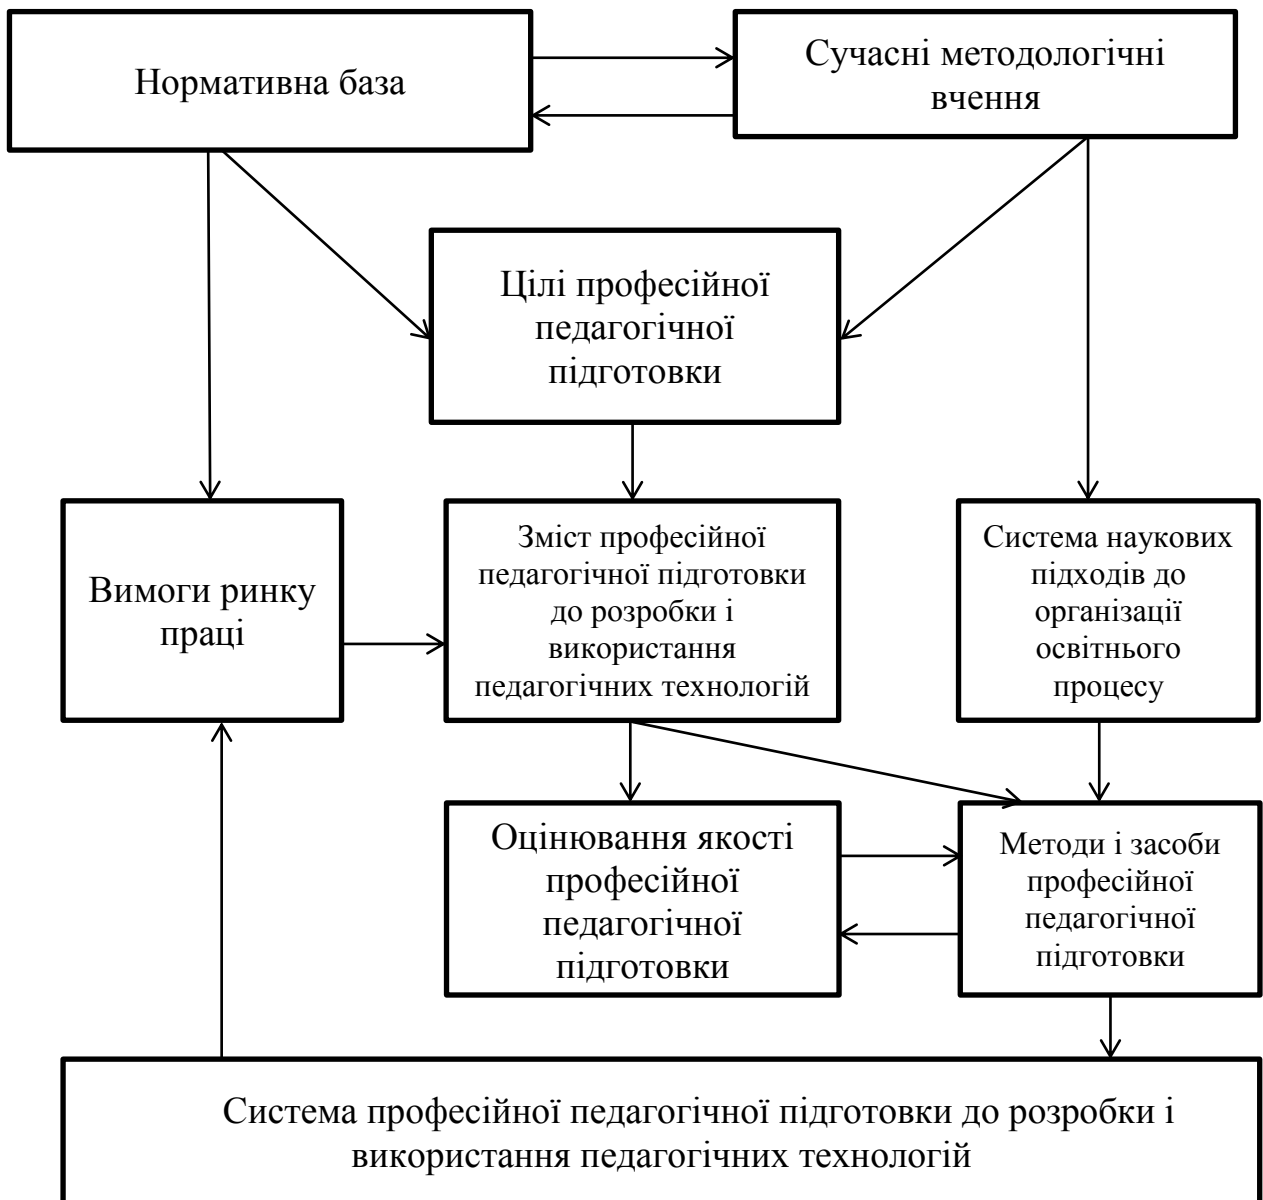 Нормативна база
Сучасні методологічні
вчення
Цілі професійної
педагогічної
підготовки
Вимоги ринку
праці
Зміст професійної
педагогічної підготовки
до розробки і
використання
педагогічних технологій
Система наукових
підходів до
організації
освітнього
процесу
Оцінювання якості
професійної
педагогічної
підготовки
Методи і засоби
професійної
педагогічної
підготовки
Система професійної педагогічної підготовки до розробки і
використання педагогічних технологій